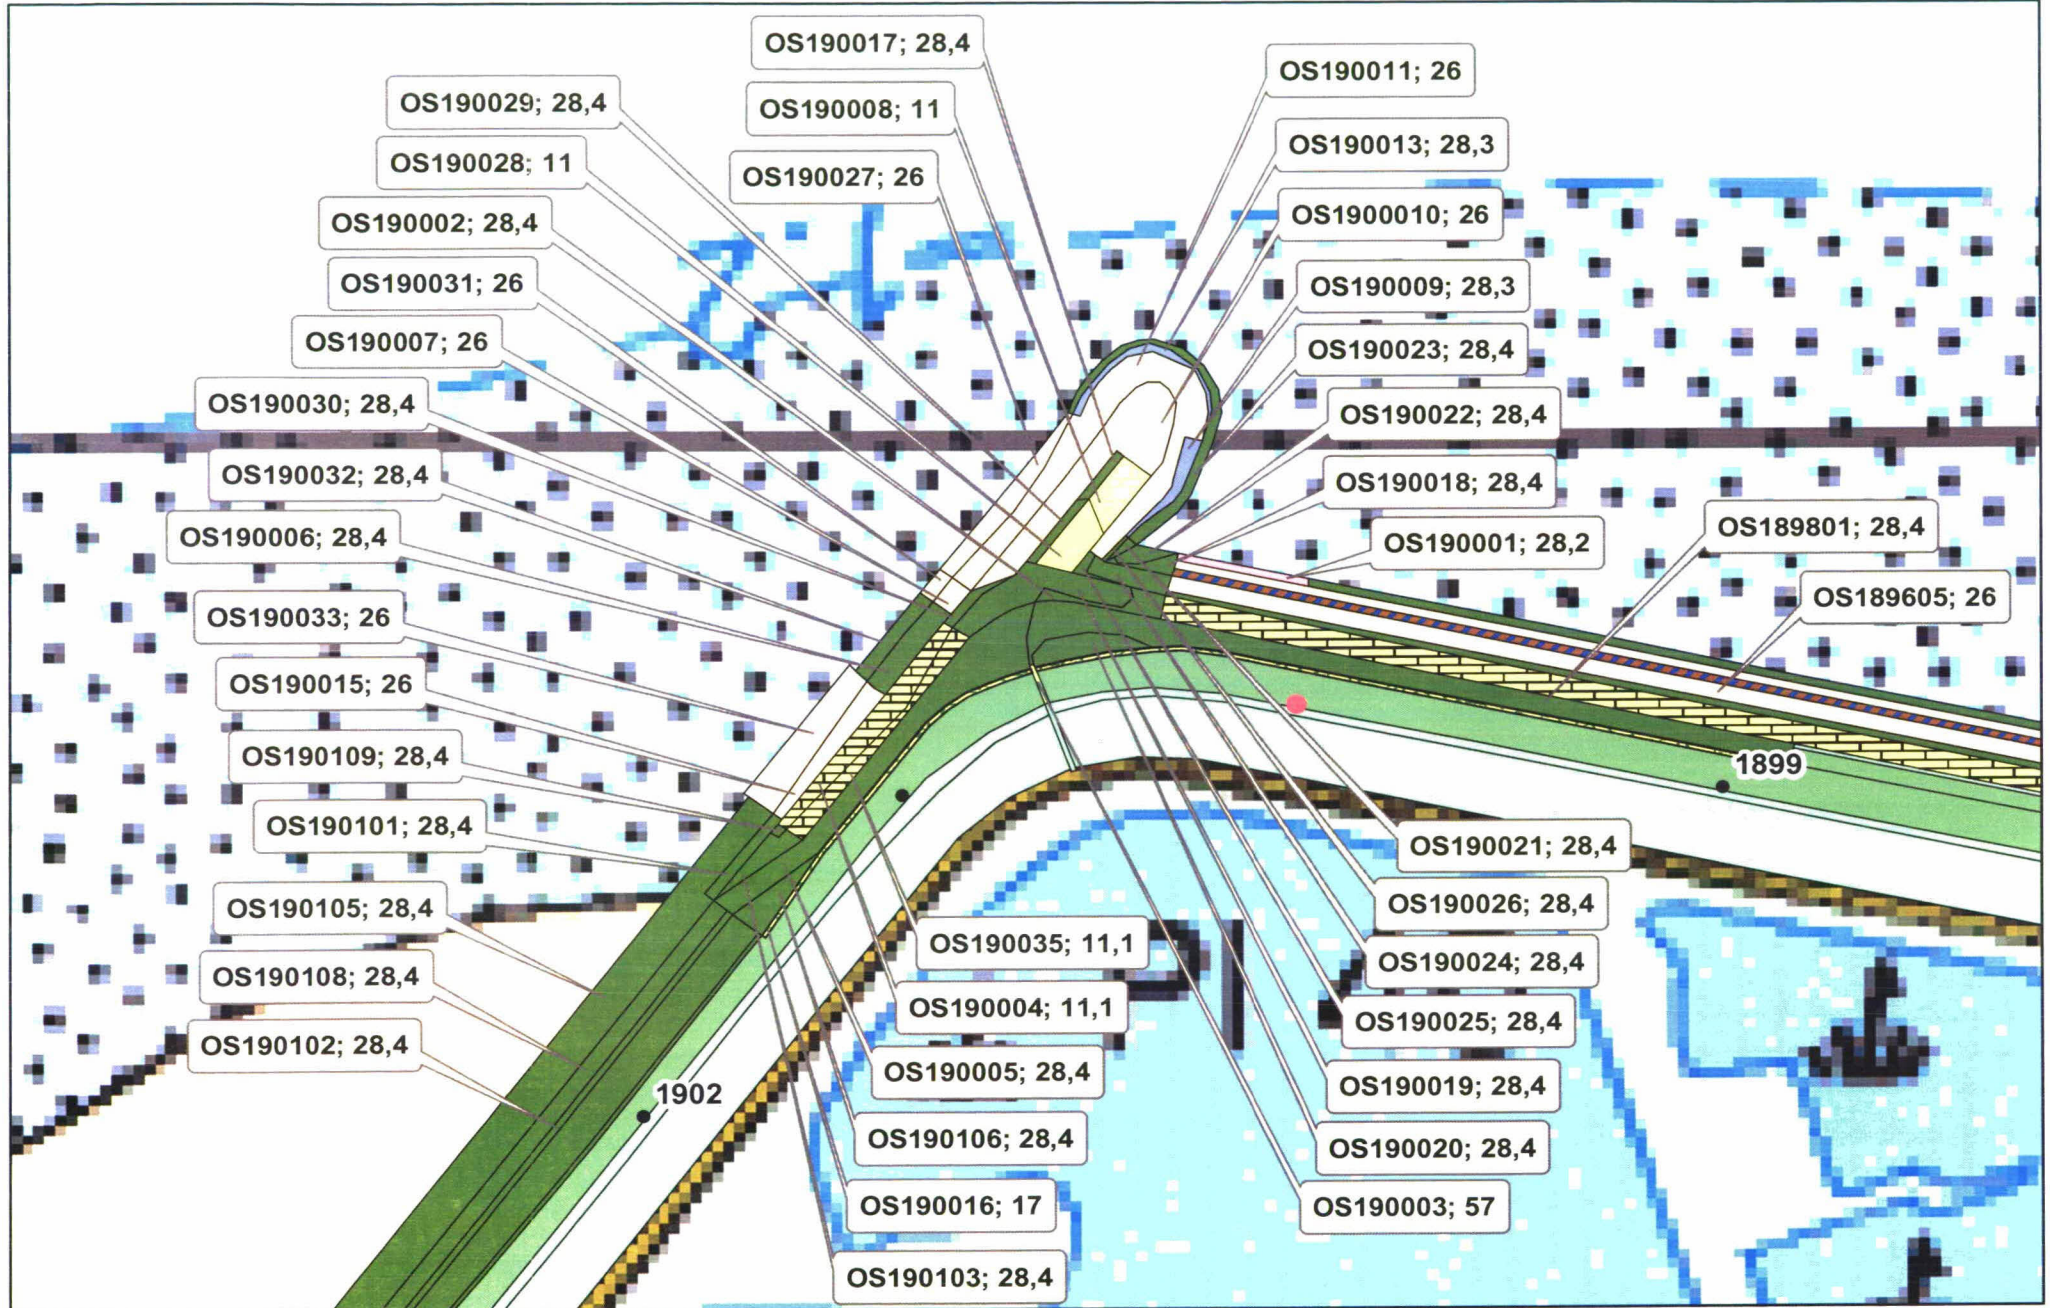 OS190017; 28,4
OS190011; 26
OS190029; 28,4
OS190008; 11
OS190013; 28,3
OS190028; 11
OS190027; 26
OS1900010; 26
OS190002; 28,4
OS190031; 26
OS190009; 28,3
OS190007; 26
OS190023; 28,4
OS190030; 28,4
OS190022; 28,4
OS190032; 28,4
OS190018; 28,4
OS190006; 28,4
OS190001; 28,2
OS189801; 28,4
OS190033; 26
OS189605; 26
OS190015; 26
OS190109; 28,4
1899
OS190101; 28,4
OS190021; 28,4
OS190105; 28,4
OS190026; 28,4
OS190035; 11,1
OS190024; 28,4
OS190108; 28,4
OS190004; 11,1
OS190025; 28,4
OS190102; 28,4
OS190005; 28,4
OS190019; 28,4
1902
OS190106; 28,4
OS190020; 28,4
OS190016; 17
OS190003; 57
OS190103; 28,4